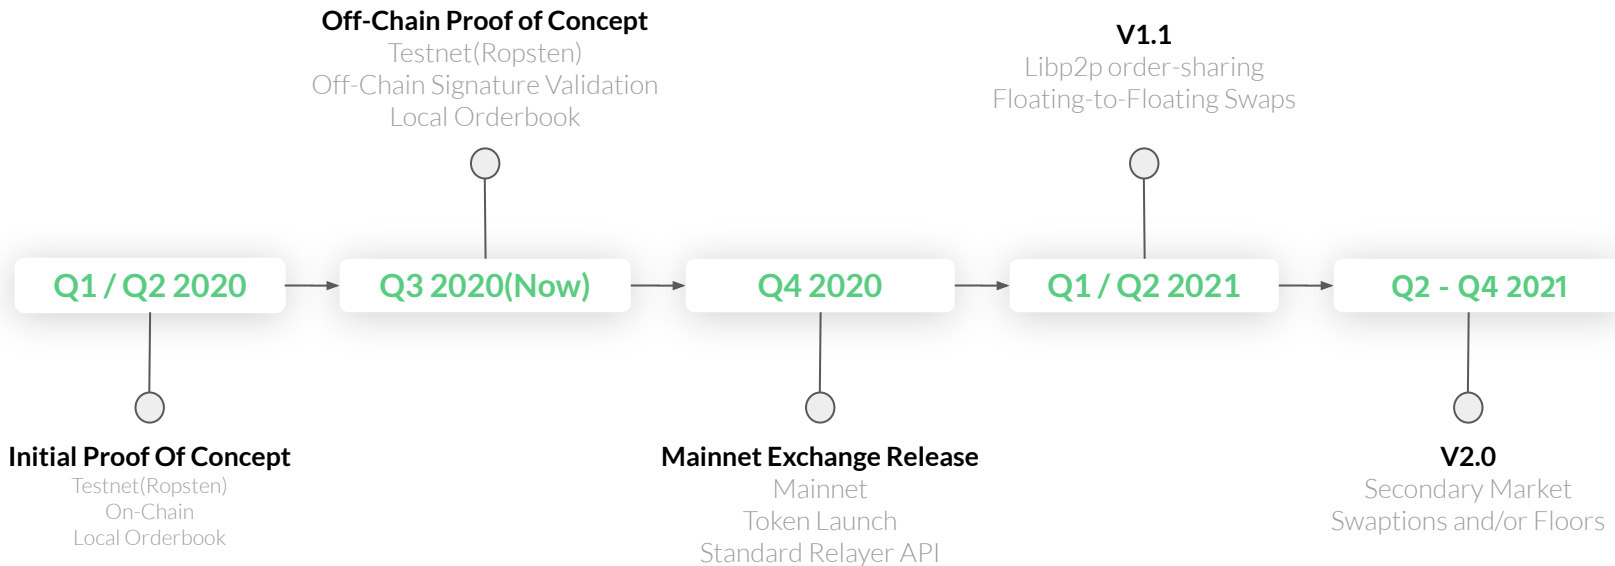 Off-Chain Proof of Concept
Testnet(Ropsten)
Off-Chain Signature Validation
Local Orderbook
V1.1
Libp2p order-sharing
Floating-to-Floating Swaps
Q1 / Q2 2020
Q3 2020(Now)
Q4 2020
Q1 / Q2 2021
Q2 - Q4 2021
Initial Proof Of Concept
Testnet(Ropsten)
On-Chain
Local Orderbook
Mainnet Exchange Release
Mainnet
Token Launch
Standard Relayer API
V2.0
Secondary Market
Swaptions and/or Floors